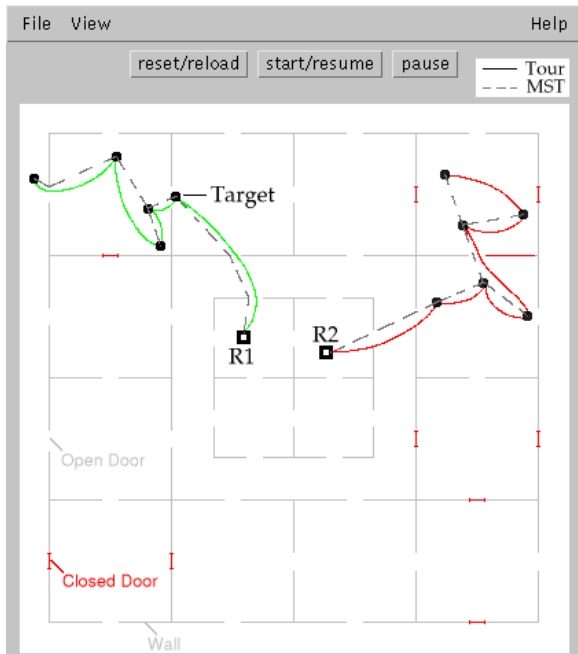 File View Help
reset/reload start/resume pause
Tour
MST
Target
R1
R2
Open Door
Closed Door
Wall